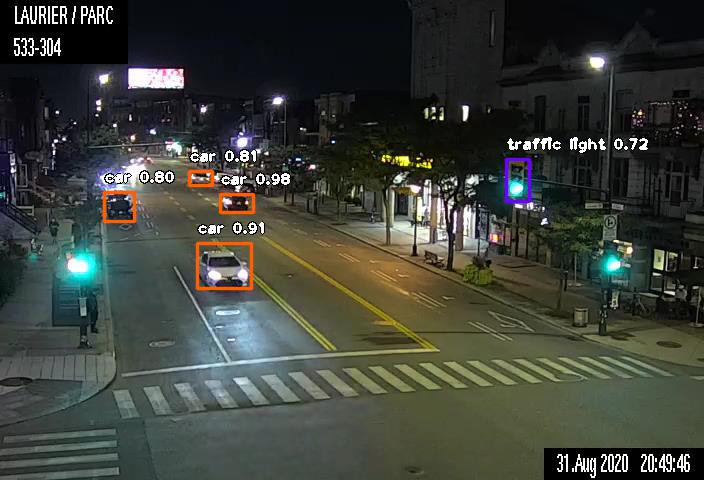 LAURIER / PARC
533-304
traffic light 0.72
car 0.81
car 0.80
car 0.98
car 0.91
P
31.Aug 2020 20:49:46